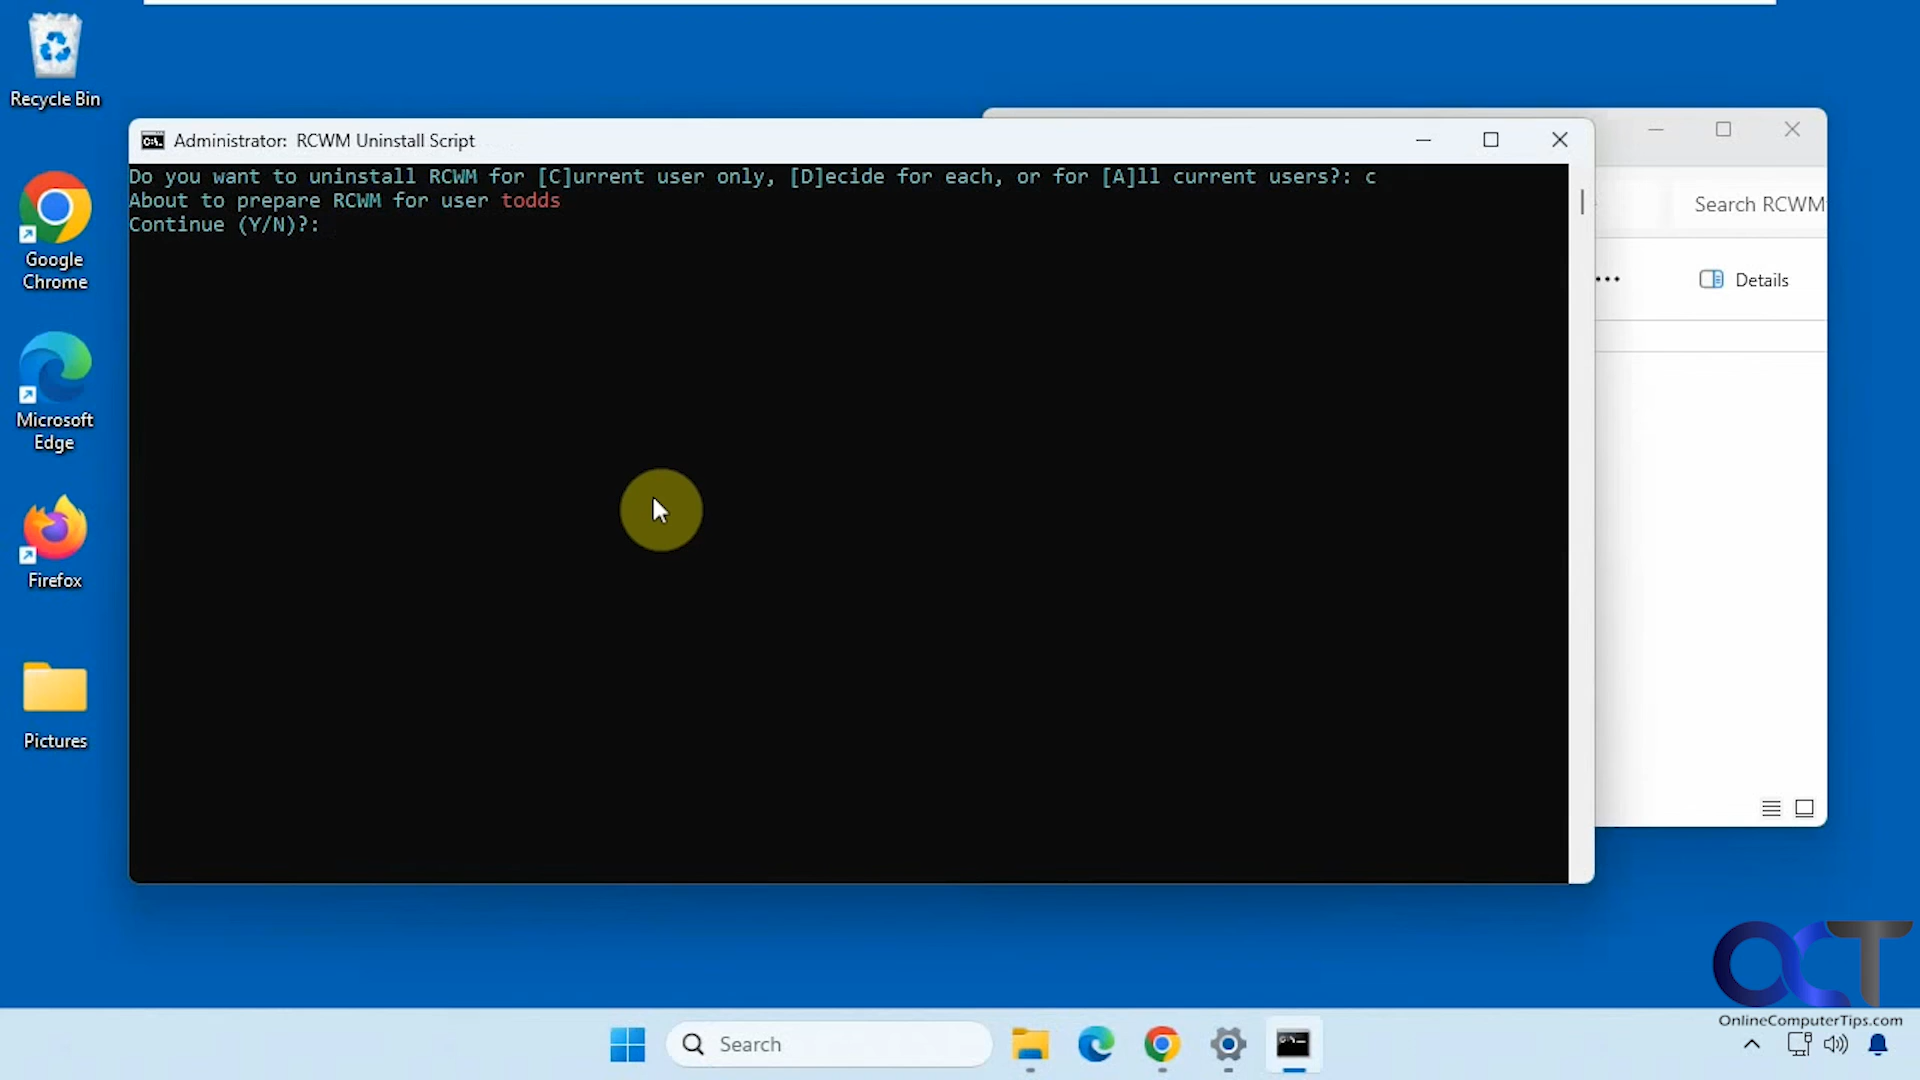 Recycle Bin
Google
Chrome
Microsoft
Edge
Firefox
Pictures
Administrator: RCWM Uninstall Script
Do you want to uninstall RCWM for [C]urrent user only, [D]ecide for each, or for [A]ll current users?: c
About to prepare RCWM for user todds
Continue (Y/N)?:
Search RCWM
Details
OCT
OnlineComputerTips.com
Search